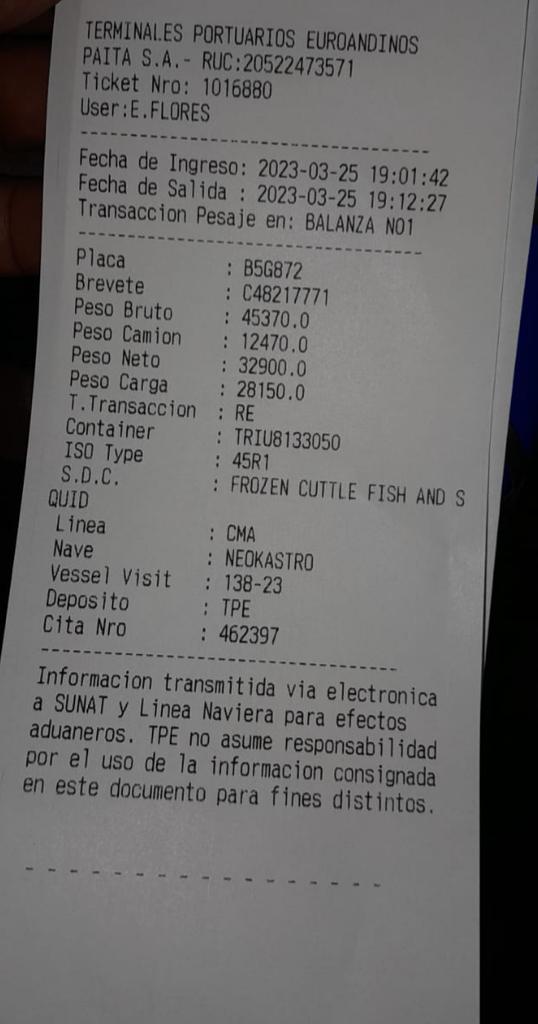 TERMINALES PORTUARIOS EUROANDINOS
PAITA S.A.- RUC:20522473571
Ticket Nro: 1016880
User:E.FLORES
--------------------------------
Fecha de Ingreso: 2023-03-25 19:01:42
Fecha de Salida : 2023-03-25 19:12:27
Transaccion Pesaje en: BALANZA NO1
--------------------------------
Placa : B5G872
Brevete : C48217771
Peso Bruto : 45370.0
Peso Camion : 12470.0
Peso Neto : 32900.0
Peso Carga : 28150.0
T.Transaccion : RE
Container : TRIU8133050
ISO Type : 45R1
S.D.C. : FROZEN CUTTLE FISH AND S
QUID
Linea : CMA
Nave : NEOKASTRO
Vessel Visit : 138-23
Deposito : TPE
Cita Nro : 462397
--------------------------------
Informacion transmitida via electronica
a SUNAT y Linea Naviera para efectos
aduaneros. TPE no asume responsabilidad
por el uso de la informacion consignada
en este documento para fines distintos.
- - - - - - - - - - - - - - - - -